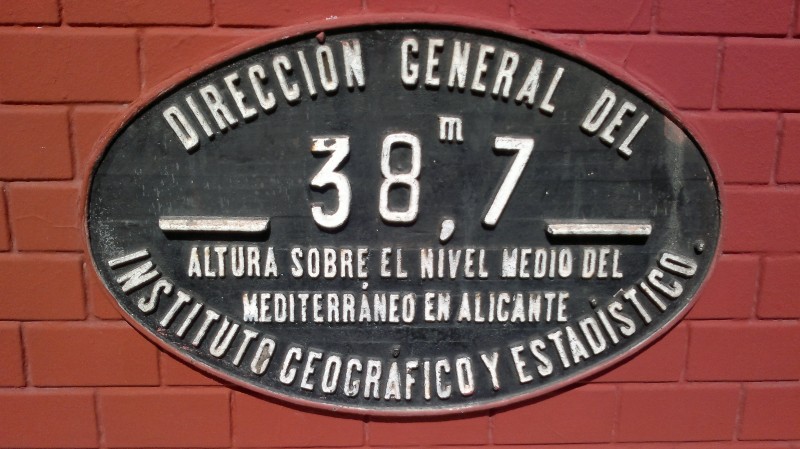 DIRECCIÓN GENERAL DEL
38,7 m
ALTURA SOBRE EL NIVEL MEDIO DEL
MEDITERRÁNEO EN ALICANTE
INSTITUTO GEOGRÁFICO Y ESTADÍSTICO.